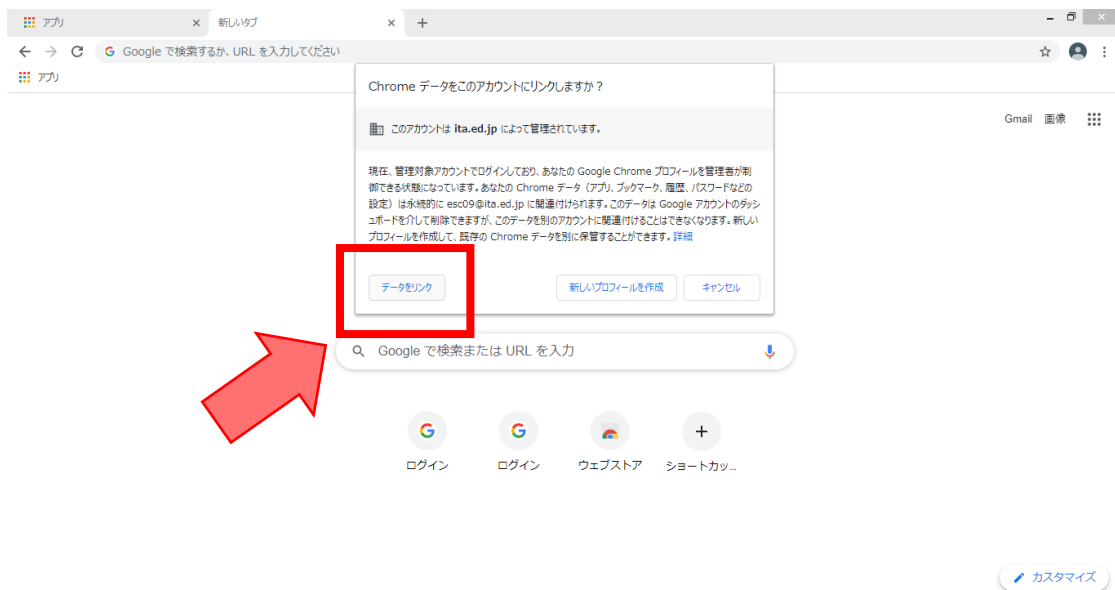 アプリ
新しいタブ
Google で検索するか、URL を入力してください
アプリ
Chrome データをこのアカウントにリンクしますか？
このアカウントは ita.ed.jp によって管理されています。
現在、管理対象アカウントでログインしており、あなたの Google Chrome プロフィールを管理者が制
御できる状態になっています。あなたの Chrome データ（アプリ、ブックマーク、履歴、パスワードなどの
設定）は永続的に esc09@ita.ed.jp に関連付けられます。このデータは Google アカウントのダッシ
ュボードを介して削除できますが、このデータを別のアカウントに関連付けることはできなくなります。新しい
プロフィールを作成して、既存の Chrome データを別に保管することができます。詳細
データをリンク
新しいプロフィールを作成
キャンセル
Gmail 画像
Google で検索または URL を入力
ログイン
ログイン
ウェブストア
ショートカッ...
カスタマイズ